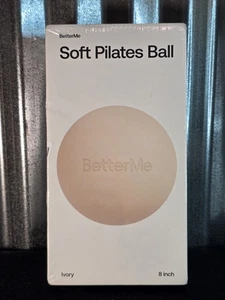 BetterMe
Soft Pilates Ball
BetterMe
Ivory 8 inch